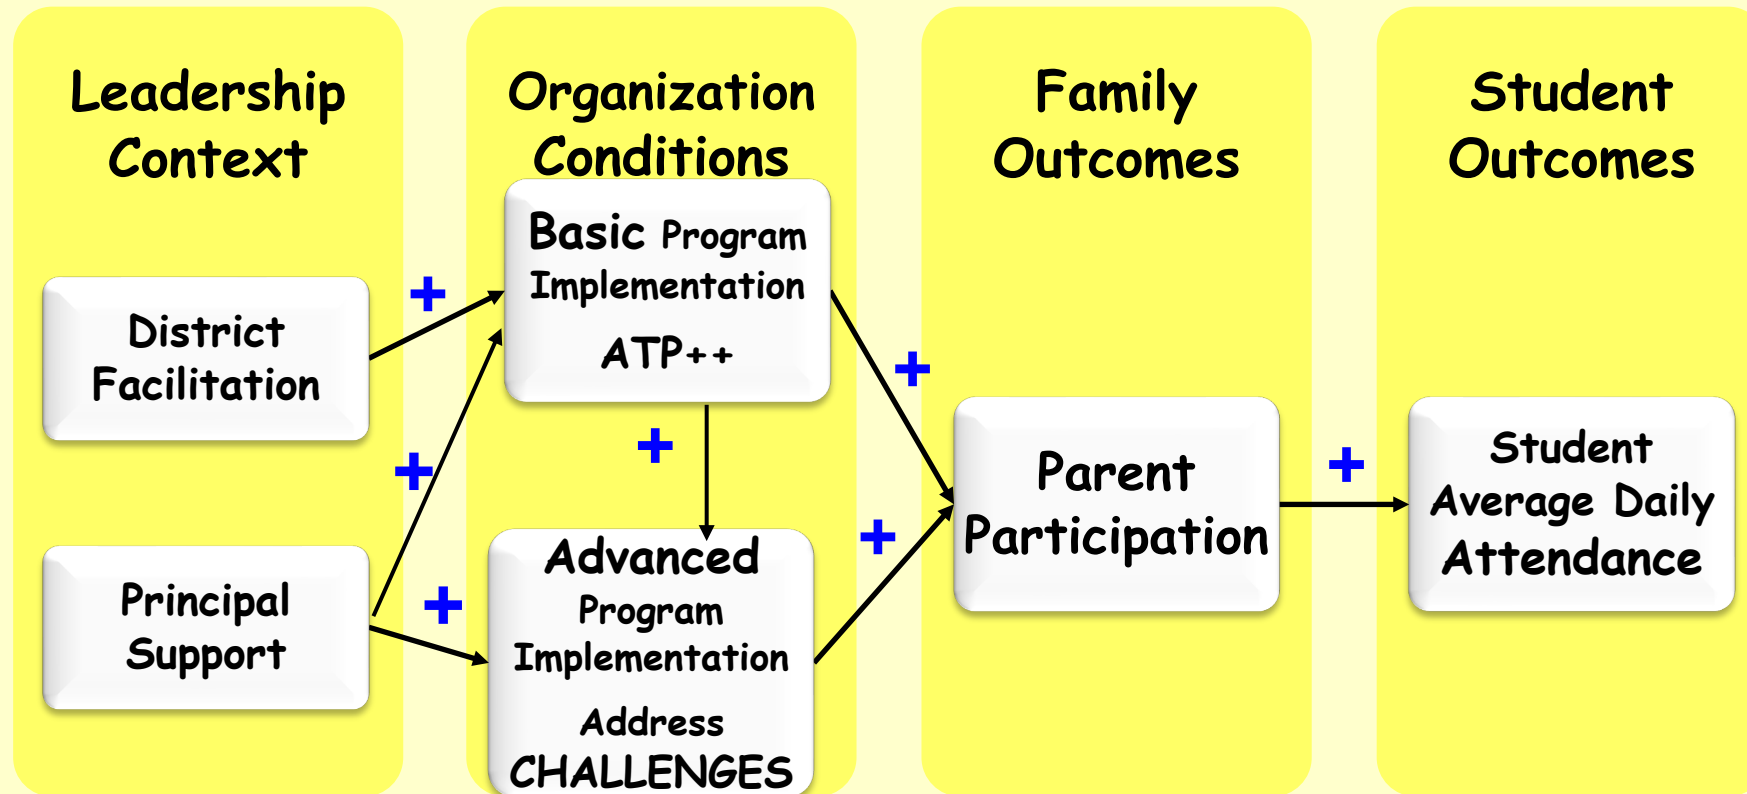 Leadership
Context
District
Facilitation
Principal
Support
+
+
+
Organization
Conditions
Basic Program
Implementation
ATP++
+
Advanced
Program
Implementation
Address
CHALLENGES
+
+
Family
Outcomes
Parent
Participation
+
Student
Outcomes
Student
Average Daily
Attendance